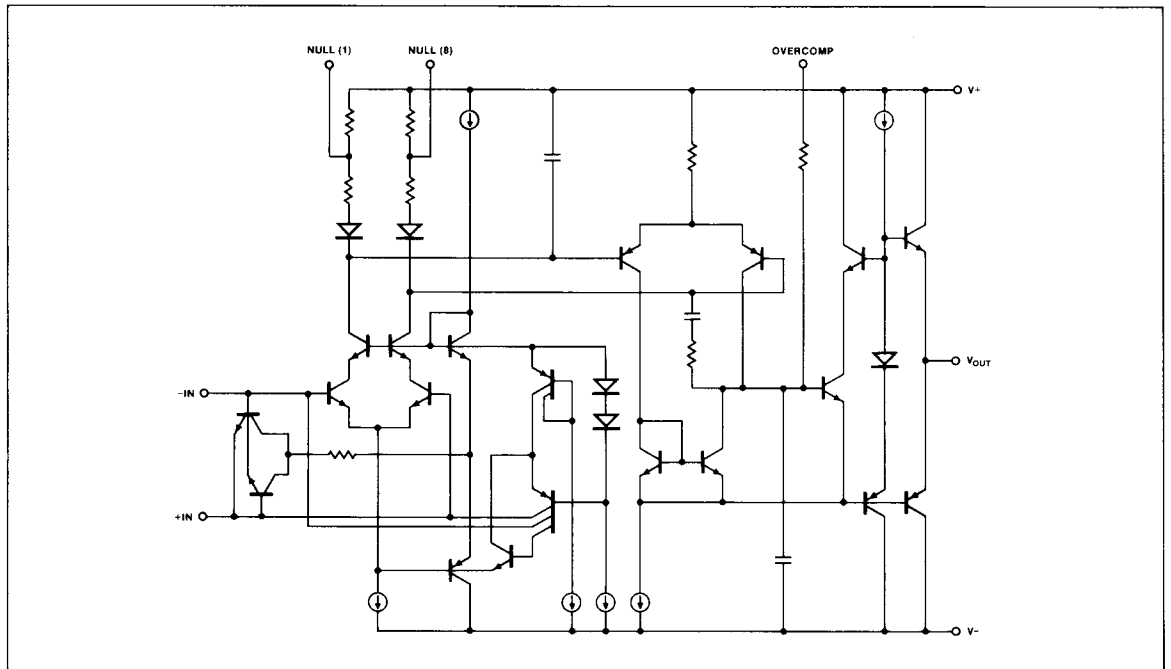 NULL (1)
NULL (8)
OVERCOMP
V+
VOUT
-IN
+IN
V-